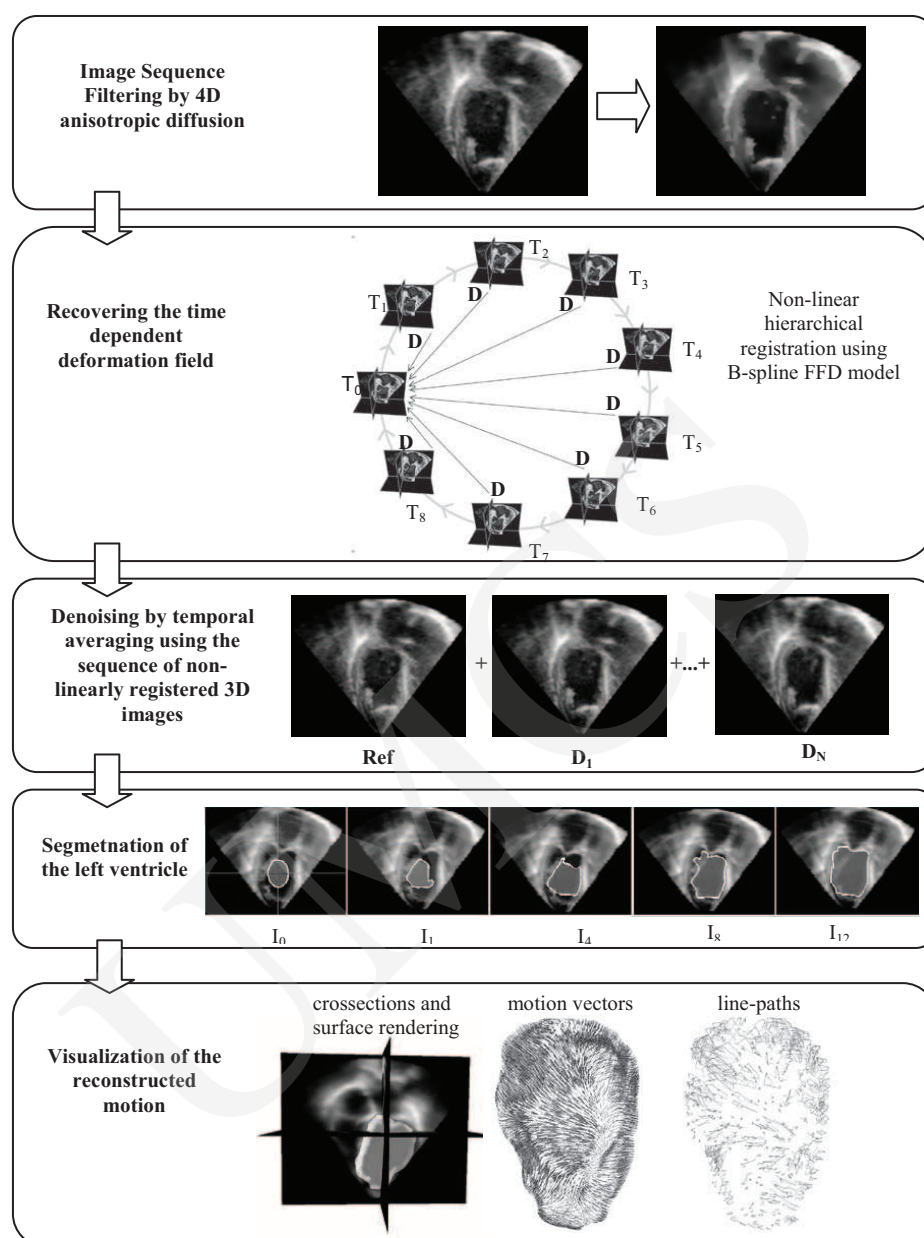 Image Sequence
Filtering by 4D
anisotropic diffusion
Recovering the time
dependent
deformation field
T0
T1
T2
T3
T4
T5
T6
T7
T8
D
D
D
D
D
D
D
D
Non-linear
hierarchical
registration using
B-spline FFD model
Denoising by temporal
averaging using the
sequence of non-
linearly registered 3D
images
+
+...+
Ref
D1
DN
Segmetnation of
the left ventricle
I0
I1
I4
I8
I12
Visualization of the
reconstructed
motion
crossections and
surface rendering
motion vectors
line-paths
UMCS